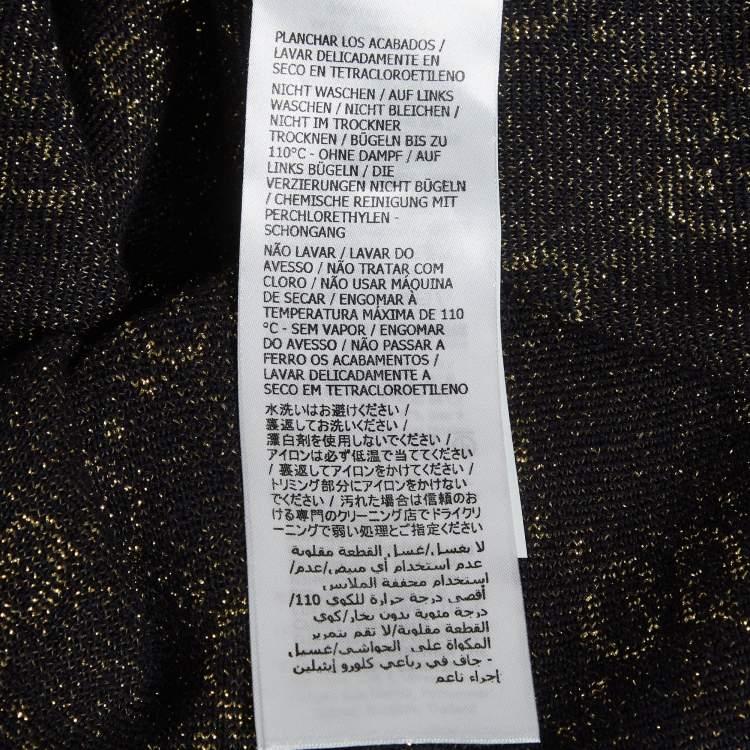 PLANCHAR LOS ACABADOS /
LAVAR DELICADAMENTE EN
SECO EN TETRACLOROETILENO
NICHT WASCHEN / AUF LINKS
WASCHEN / NICHT BLEICHEN /
NICHT IM TROCKNER
TROCKNEN / BÜGELN BIS ZU
110°C - OHNE DAMPF / AUF
LINKS BÜGELN / DIE
VERZIERUNGEN NICHT BÜGELN
/ CHEMISCHE REINIGUNG MIT
PERCHLORETHYLEN -
SCHONGANG
NÃO LAVAR / LAVAR DO
AVESSO / NÃO TRATAR COM
CLORO / NÃO USAR MÁQUINA
DE SECAR / ENGOMAR À
TEMPERATURA MÁXIMA DE 110
°C - SEM VAPOR / ENGOMAR
DO AVESSO / NÃO PASSAR A
FERRO OS ACABAMENTOS /
LAVAR DELICADAMENTE A
SECO EM TETRACLOROETILENO
水洗いはお避けください /
裏返してお洗いください /
漂白剤を使用しないでください /
アイロンは必ず低温で当ててください
/ 裏返してアイロンをかけてください /
トリミング部分にアイロンをかけない
でください / 汚れた場合は信頼のお
ける専門のクリーニング店でドライクリ
ーニングで弱い処理とご指定ください
لا يغسل/غسل القطعة مقلوبة
عدم استخدام أي مبيض/عدم/
استخدام مجففة الملابس
أقصى درجة حرارة للكوي 110/
درجة مئوية بدون بخار/كوي
القطعة مقلوبة/لا تقم بتمرير
المكواة على الحواشي/غسيل
جاف في رباعي كلورو إيثيلين -
إجراء ناعم